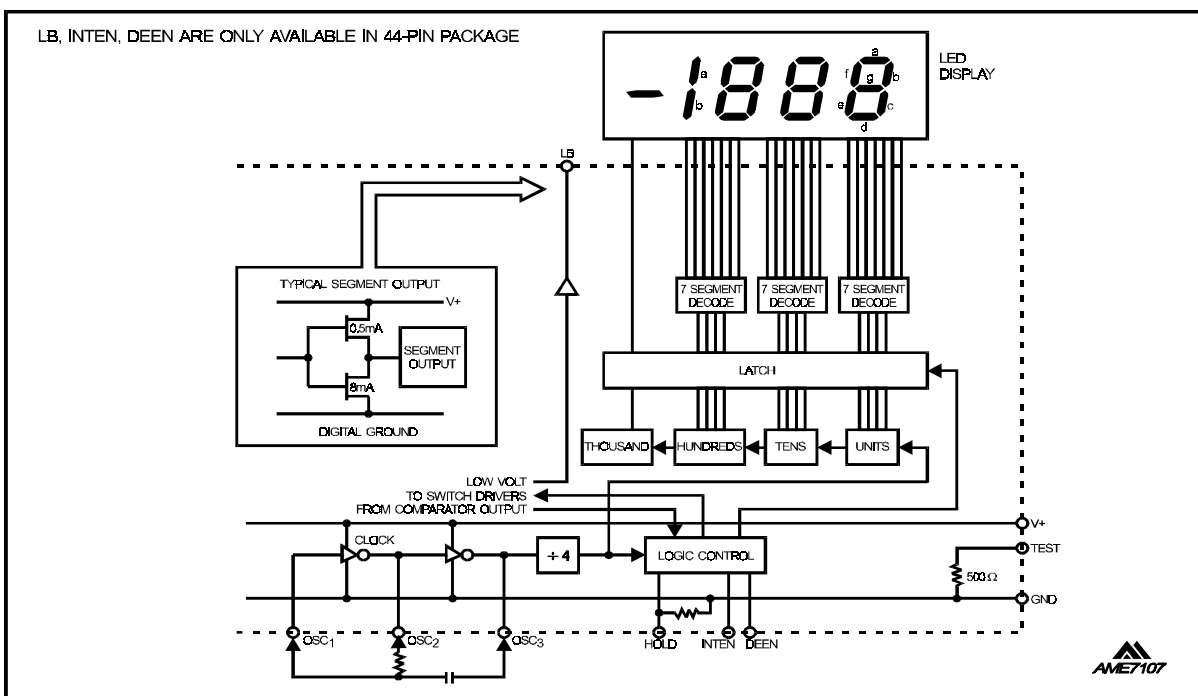 LB, INTEN, DEEN ARE ONLY AVAILABLE IN 44-PIN PACKAGE
-1888
a
b
a
f
g
b
e
c
d
LED
DISPLAY
LB
TYPICAL SEGMENT OUTPUT
V+
0.5mA
SEGMENT
OUTPUT
8mA
DIGITAL GROUND
7 SEGMENT
DECODE
7 SEGMENT
DECODE
7 SEGMENT
DECODE
LATCH
THOUSAND
HUNDREDS
TENS
UNITS
LOW VOLT
TO SWITCH DRIVERS
FROM COMPARATOR OUTPUT
V+
CLOCK
÷ 4
LOGIC CONTROL
TEST
500 Ω
GND
OSC1
OSC2
OSC3
HOLD
INTEN
DEEN
AME7107